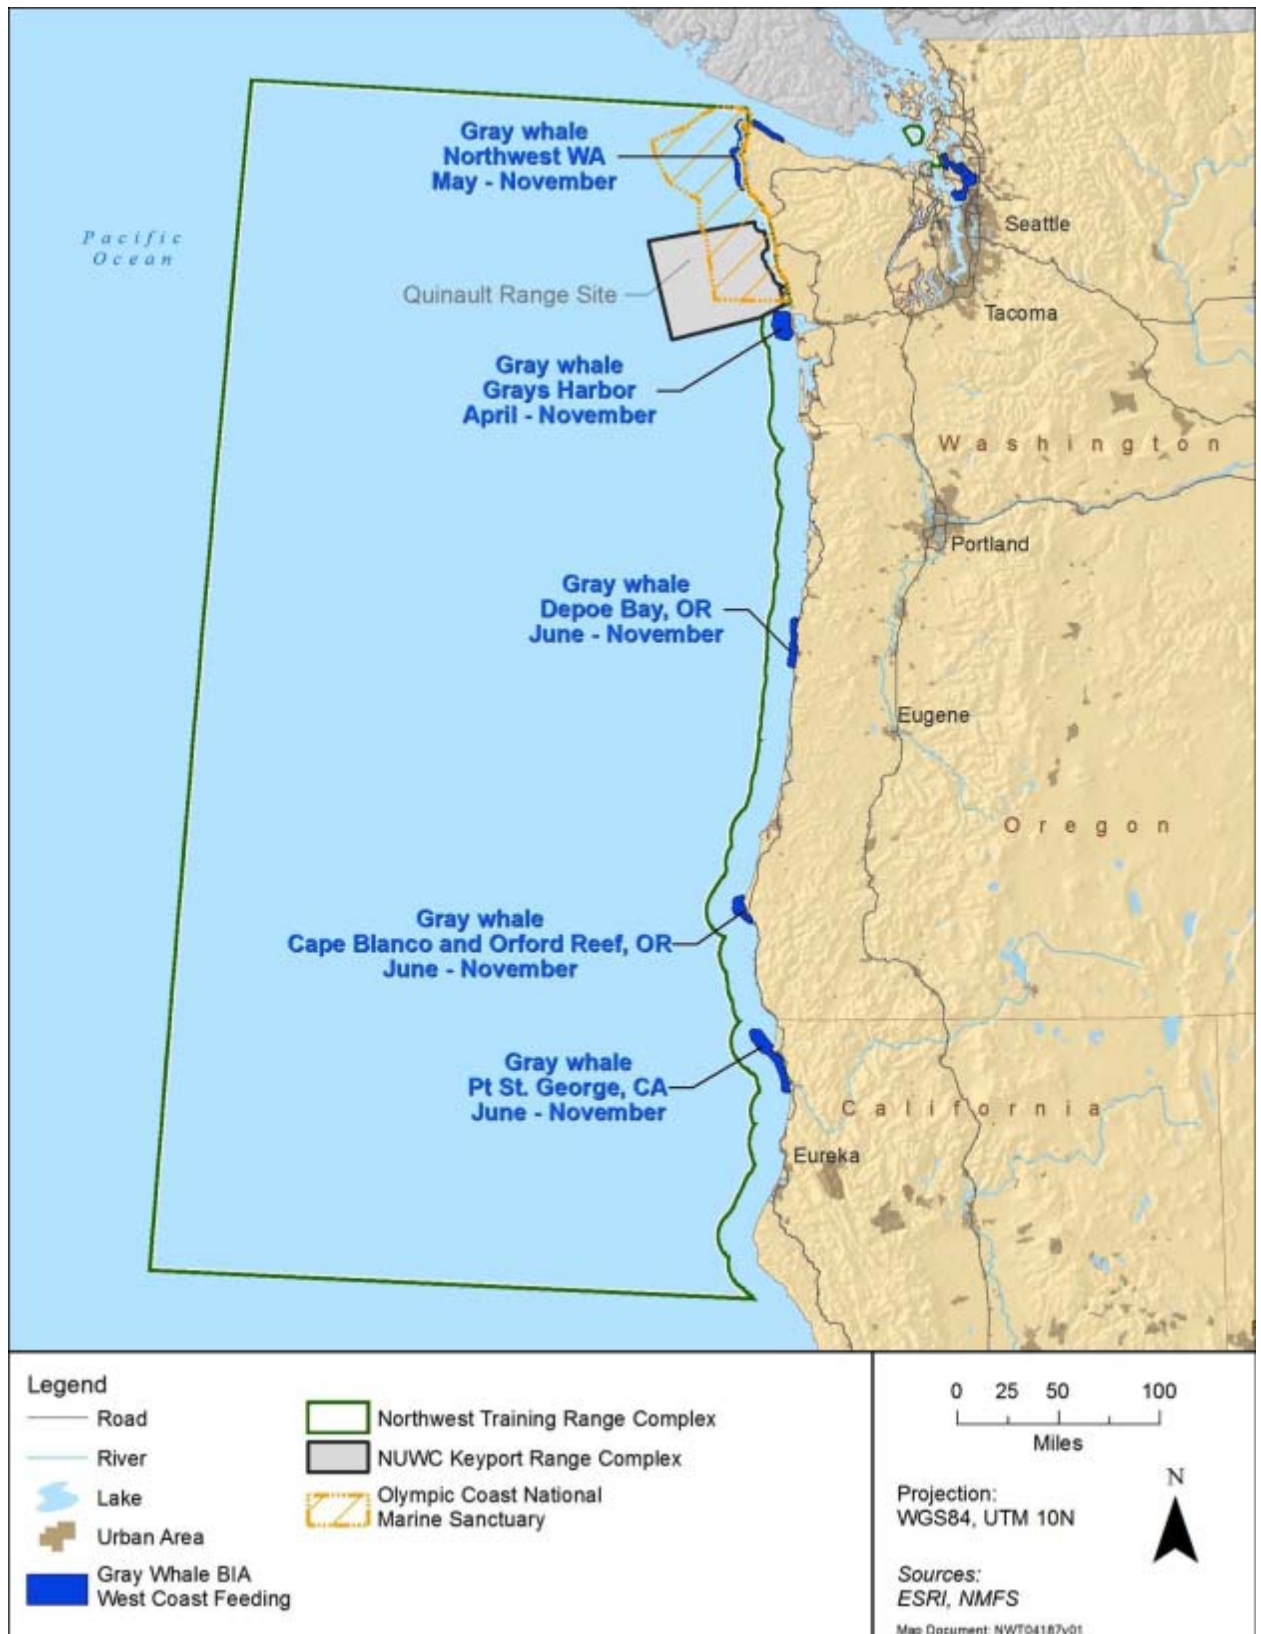 Gray whale
Northwest WA
May - November
Pacific
Ocean
Seattle
Quinault Range Site
Tacoma
Gray whale
Grays Harbor
April - November
Washington
Portland
Gray whale
Depoe Bay, OR
June - November
Eugene
Oregon
Gray whale
Cape Blanco and Orford Reef, OR
June - November
Gray whale
Pt St. George, CA
June - November
California
Eureka
Legend
Road
River
Lake
Urban Area
Gray Whale BIA
West Coast Feeding
Northwest Training Range Complex
NUWC Keyport Range Complex
Olympic Coast National
Marine Sanctuary
0 25 50 100
Miles
N
Projection:
WGS84, UTM 10N
Sources:
ESRI, NMFS
Map Document: NWT04187v01